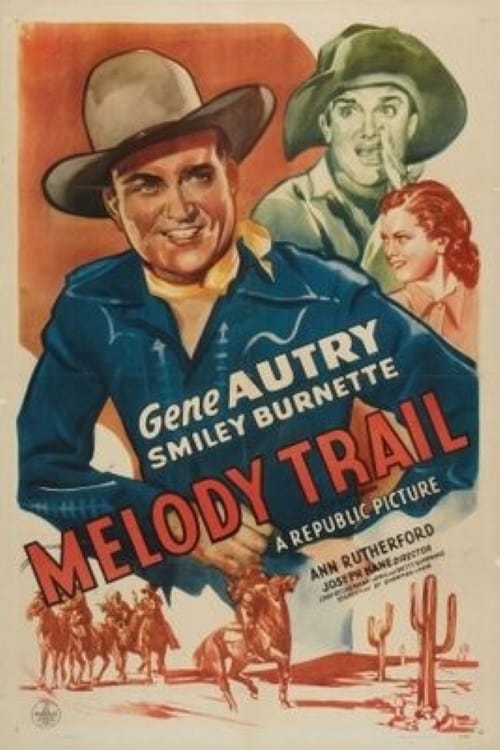 Gene AUTRY
SMILEY BURNETTE
MELODY TRAIL
A REPUBLIC PICTURE
ANN RUTHERFORD
JOSEPH KANE DIRECTOR